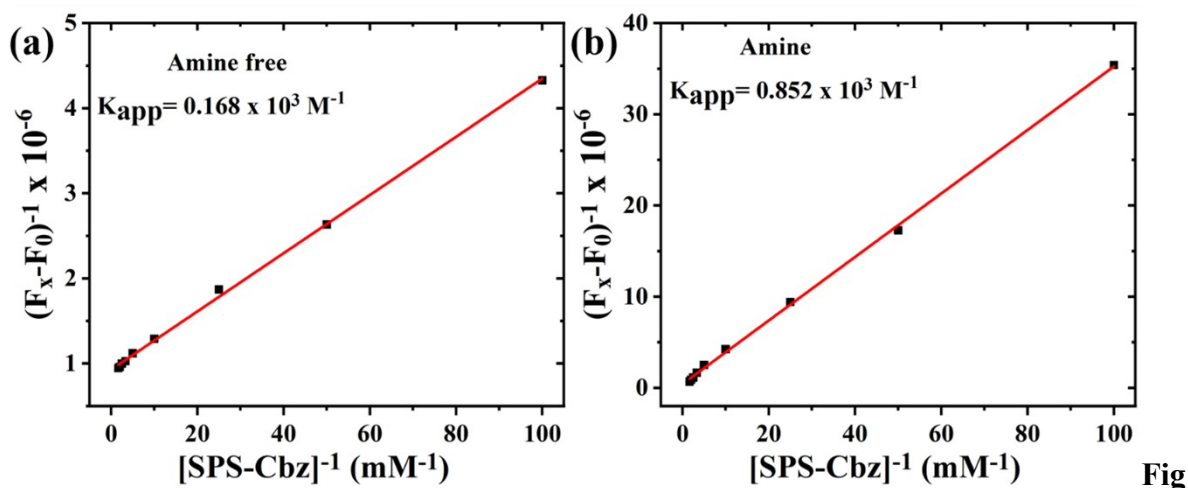 (a)
Amine free
Kapp= 0.168 x 10³ M⁻¹
(Fₓ-F₀)⁻¹ x 10⁻⁶
5
4
3
2
1
0 20 40 60 80 100
[SPS-Cbz]⁻¹ (mM⁻¹)
(b)
Amine
Kapp= 0.852 x 10³ M⁻¹
(Fₓ-F₀)⁻¹ x 10⁻⁶
40
30
20
10
0
0 20 40 60 80 100
[SPS-Cbz]⁻¹ (mM⁻¹)
Fig